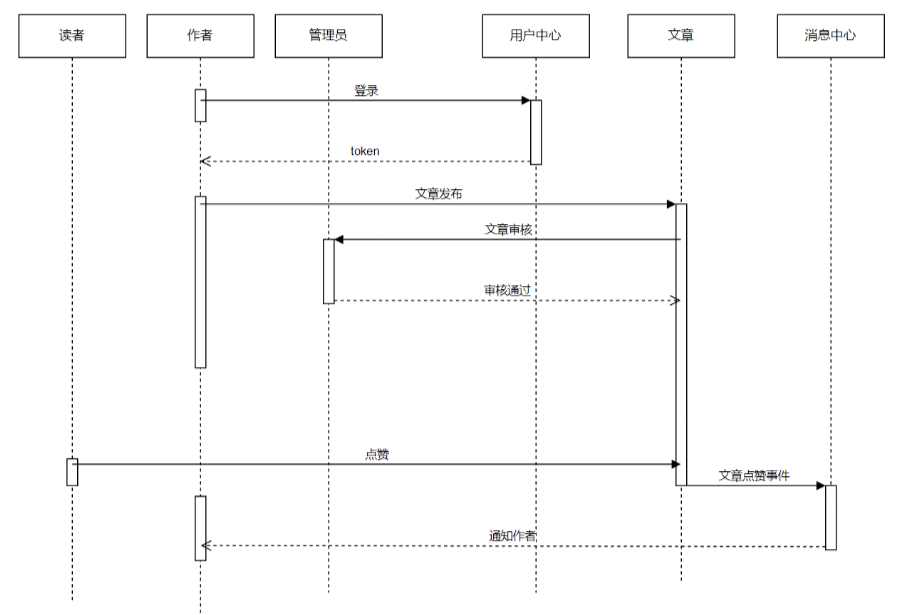 读者
作者
管理员
用户中心
文章
消息中心
登录
token
文章发布
文章审核
审核通过
点赞
文章点赞事件
通知作者